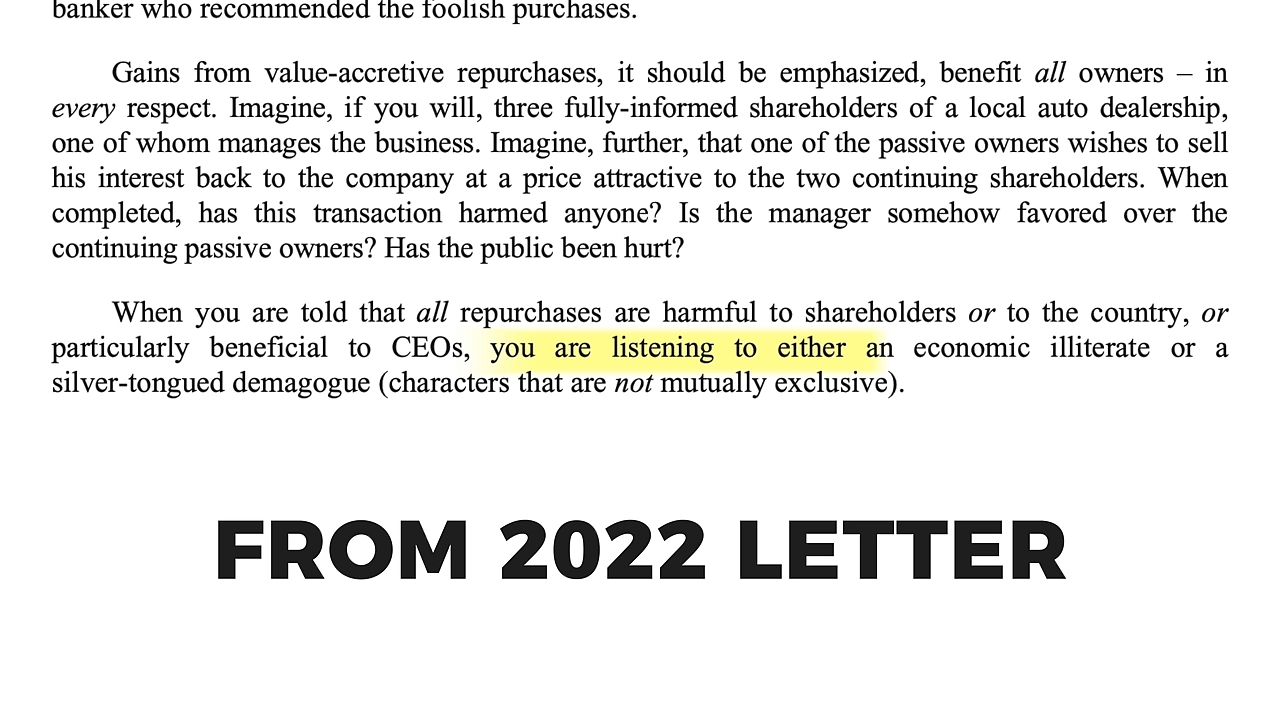 banker who recommended the foolish purchases.
Gains from value-accretive repurchases, it should be emphasized, benefit all owners – in
every respect. Imagine, if you will, three fully-informed shareholders of a local auto dealership,
one of whom manages the business. Imagine, further, that one of the passive owners wishes to sell
his interest back to the company at a price attractive to the two continuing shareholders. When
completed, has this transaction harmed anyone? Is the manager somehow favored over the
continuing passive owners? Has the public been hurt?
When you are told that all repurchases are harmful to shareholders or to the country, or
particularly beneficial to CEOs, you are listening to either an economic illiterate or a
silver-tongued demagogue (characters that are not mutually exclusive).
FROM 2022 LETTER